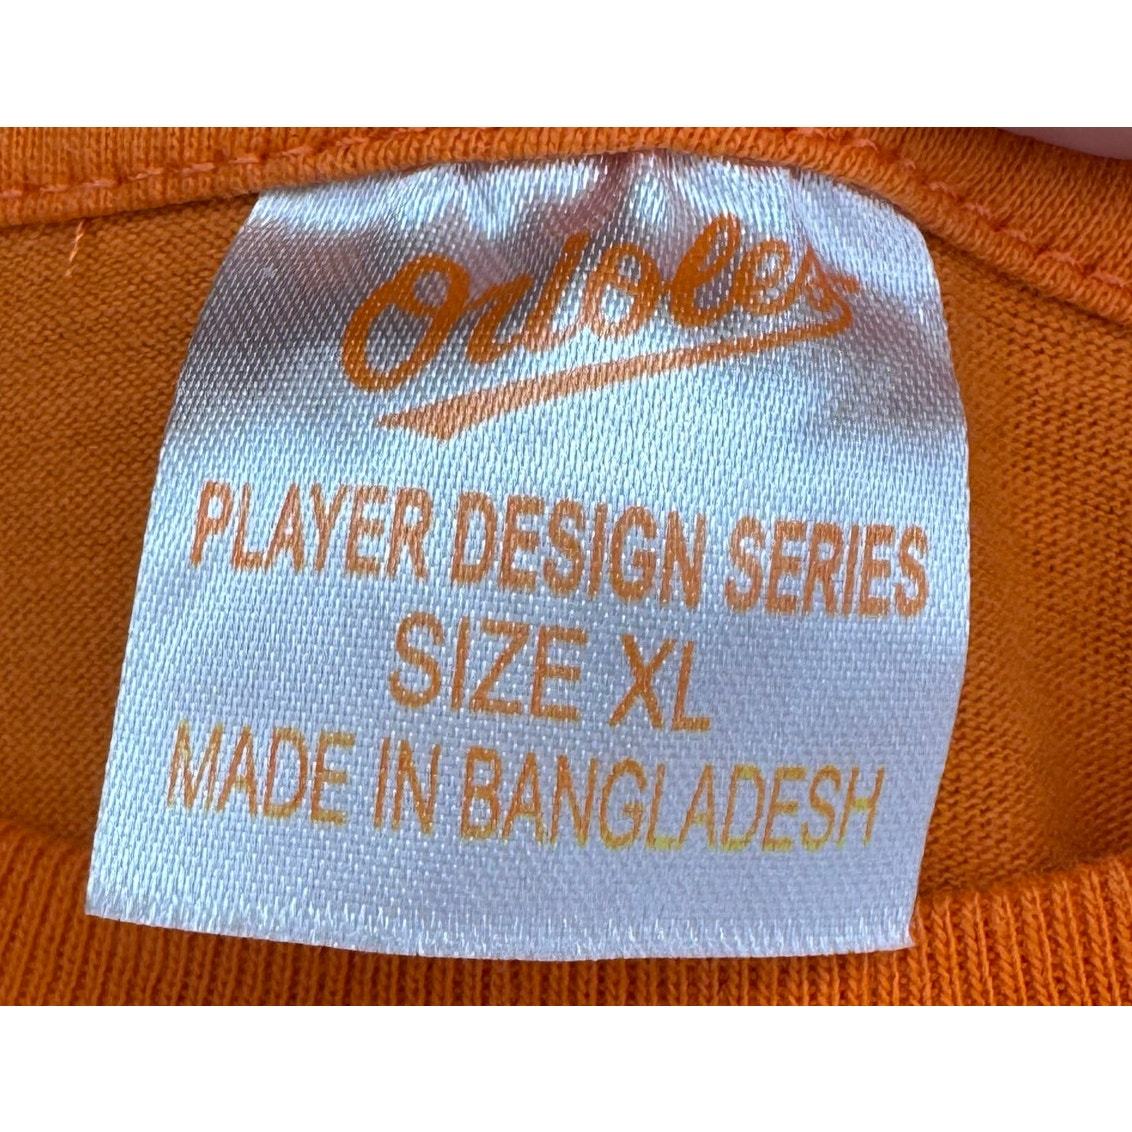 Orioles
PLAYER DESIGN SERIES
SIZE XL
MADE IN BANGLADESH